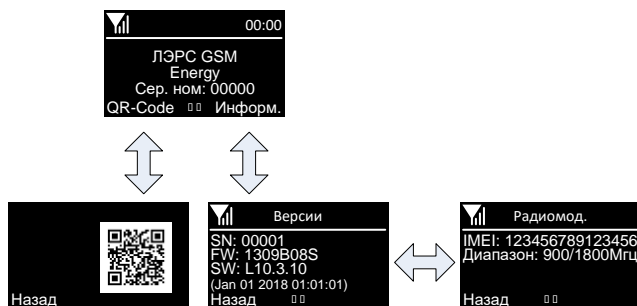 00:00
ЛЭРС GSM
Energy
Сер. ном: 00000
QR-Code Информ.
Назад
Версии
SN: 00001
FW: 1309B08S
SW: L10.3.10
(Jan 01 2018 01:01:01)
Назад
Радиомод.
IMEI: 123456789123456
Диапазон: 900/1800Мгц
Назад